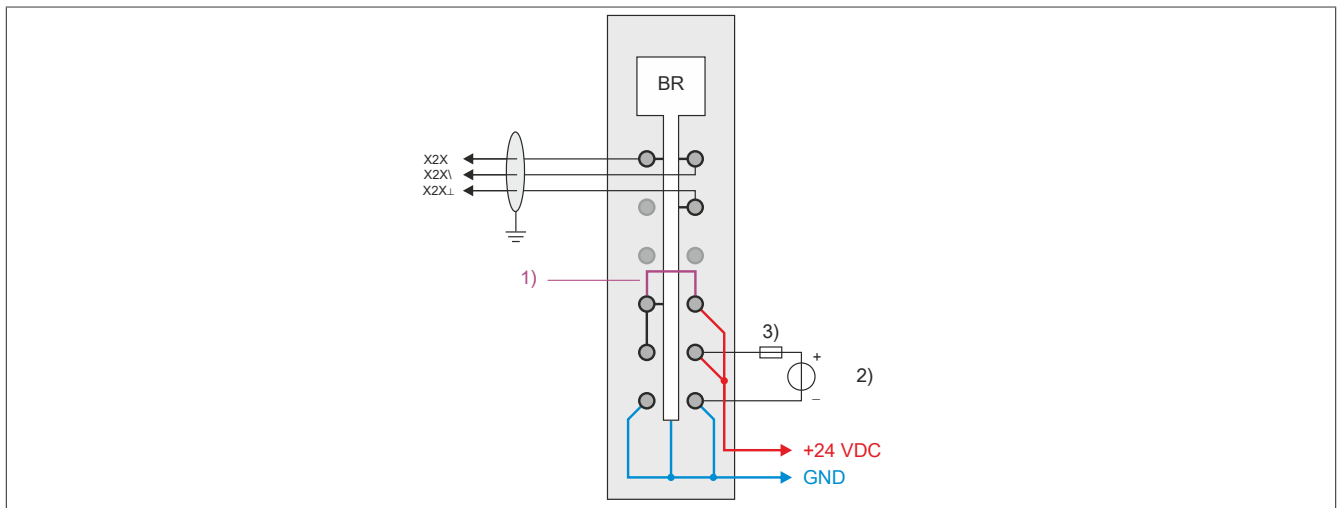 BR
X2X
X2X\
X2X⊥
1)
3)
+
2)
−
+24 VDC
GND